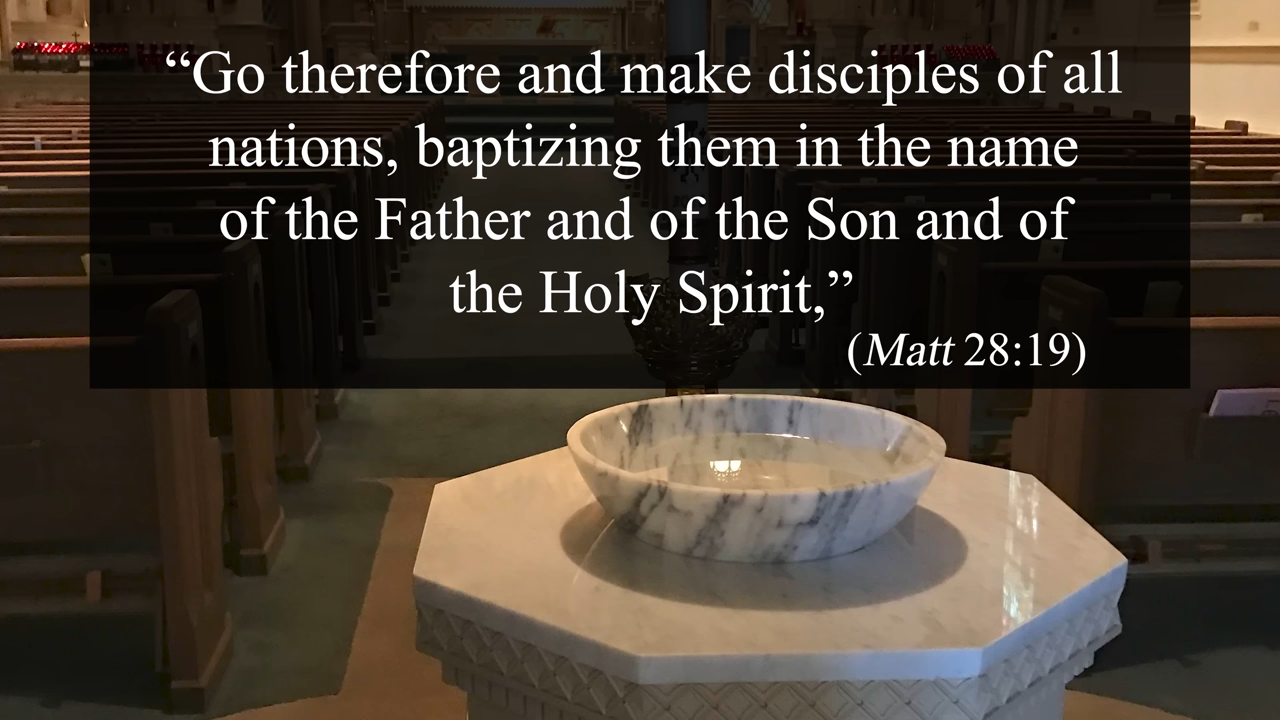 “Go therefore and make disciples of all
nations, baptizing them in the name
of the Father and of the Son and of
the Holy Spirit,”
(Matt 28:19)